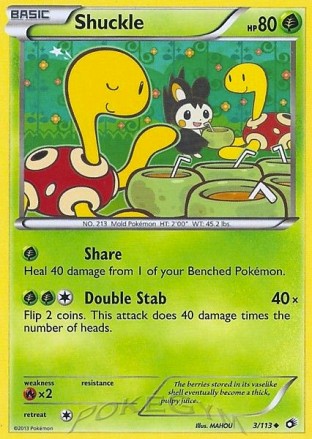 BASIC Shuckle HP80
NO. 213 Mold Pokémon HT: 2'00" WT: 45.2 lbs.
Share
Heal 40 damage from 1 of your Benched Pokémon.
Double Stab 40×
Flip 2 coins. This attack does 40 damage times
the number of heads.
weakness resistance
×2
retreat
The berries stored in its vaselike
shell eventually become a thick,
pulpy juice.
POKEGYM
©2013 Pokémon Illus. MAHOU 3/113